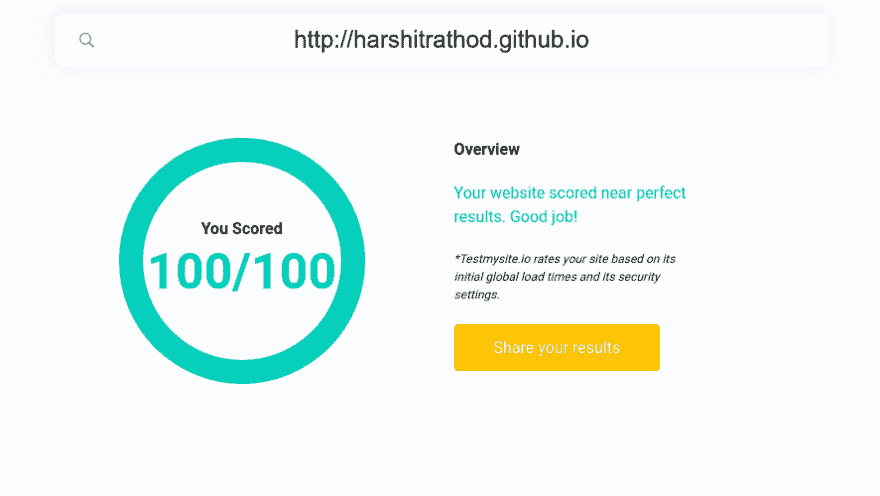 http://harshitrathod.github.io
You Scored
100/100
Overview
Your website scored near perfect
results. Good job!
*Testmysite.io rates your site based on its
initial global load times and its security
settings.
Share your results